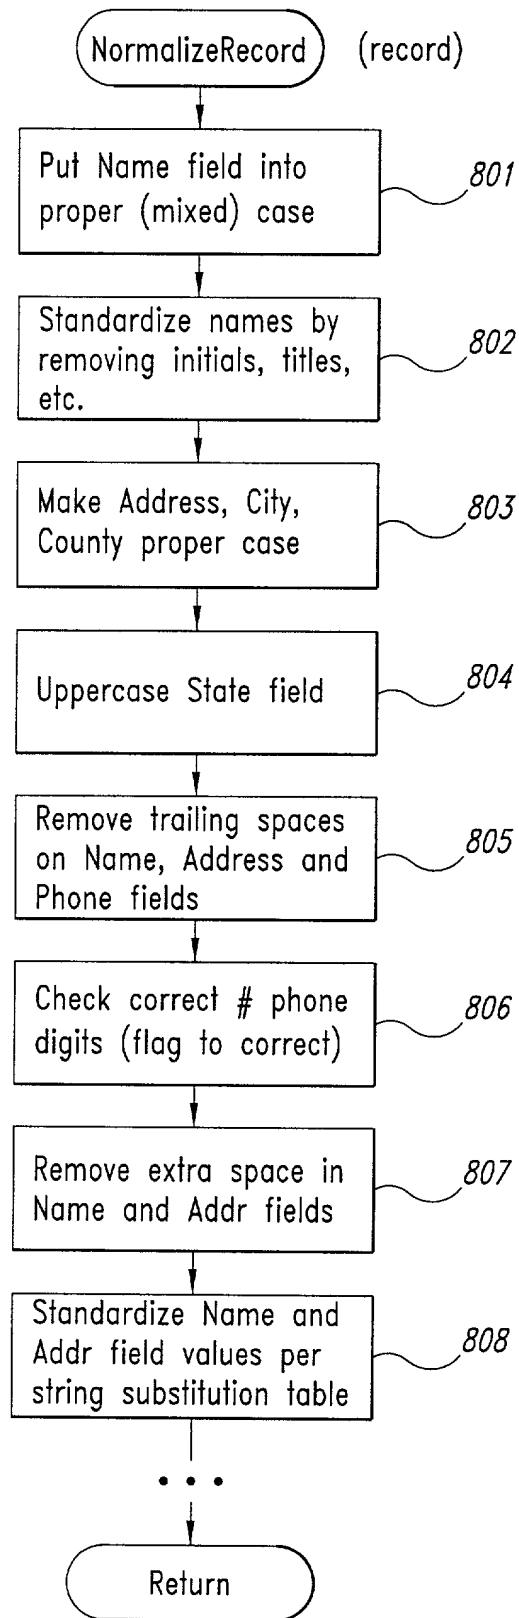 NormalizeRecord (record)
Put Name field into
proper (mixed) case
801
Standardize names by
removing initials, titles,
etc.
802
Make Address, City,
County proper case
803
Uppercase State field
804
Remove trailing spaces
on Name, Address and
Phone fields
805
Check correct # phone
digits (flag to correct)
806
Remove extra space in
Name and Addr fields
807
Standardize Name and
Addr field values per
string substitution table
808
• • •
Return